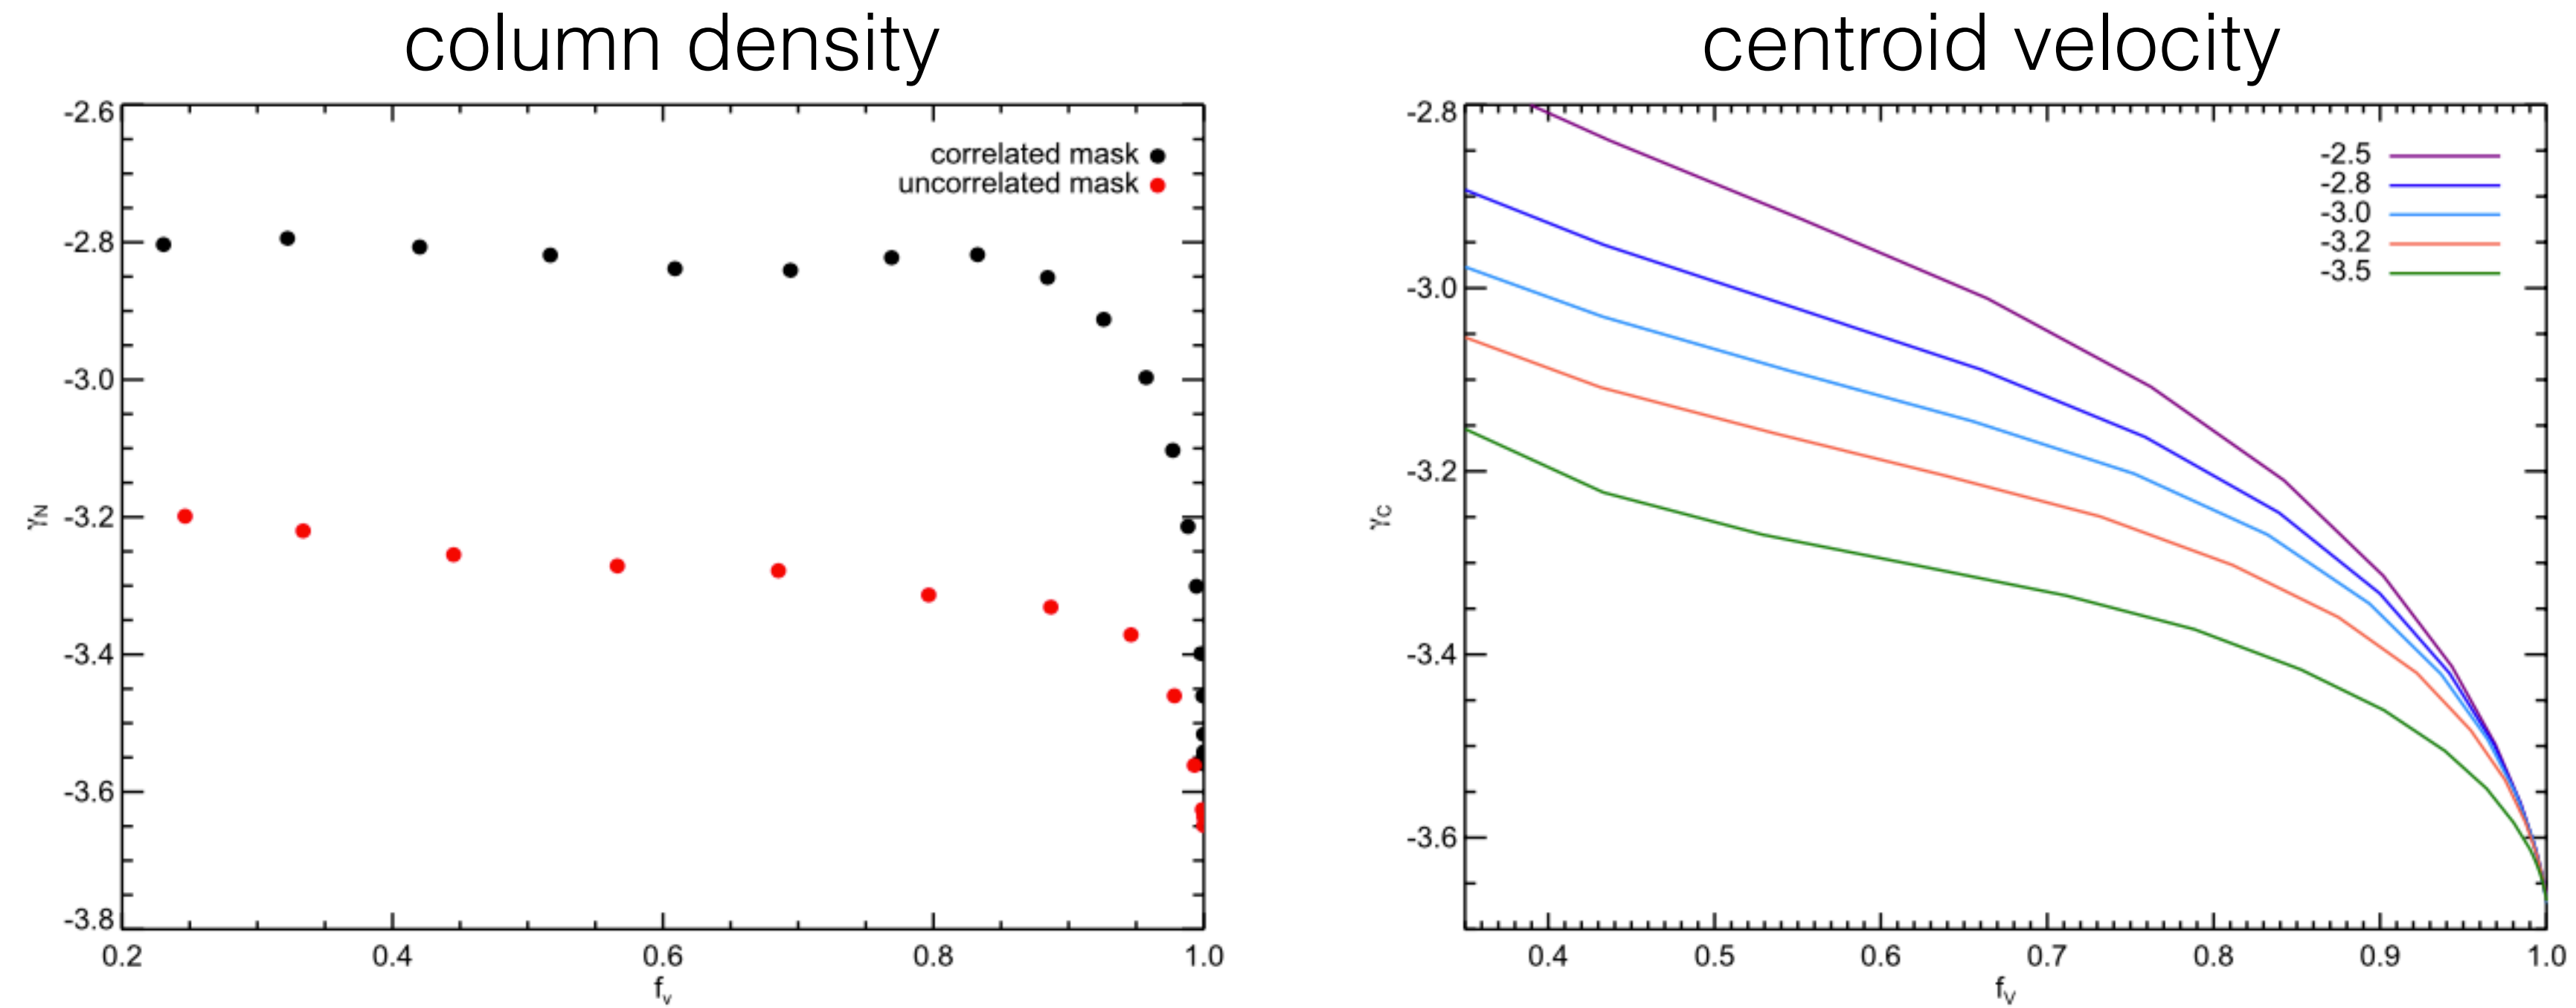 column density
centroid velocity
-2.6
-2.8
-3.0
-3.2
-3.4
-3.6
-3.8
γN
correlated mask
uncorrelated mask
0.2 0.4 0.6 0.8 1.0
fv
-2.8
-3.0
-3.2
-3.4
-3.6
γC
-2.5
-2.8
-3.0
-3.2
-3.5
0.4 0.5 0.6 0.7 0.8 0.9 1.0
fV